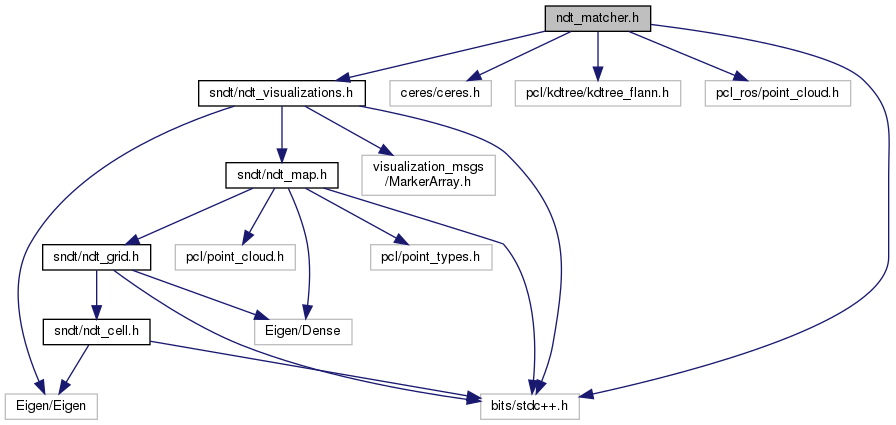 ndt_matcher.h
sndt/ndt_visualizations.h
ceres/ceres.h
pcl/kdtree/kdtree_flann.h
pcl_ros/point_cloud.h
sndt/ndt_map.h
visualization_msgs
/MarkerArray.h
sndt/ndt_grid.h
pcl/point_cloud.h
pcl/point_types.h
sndt/ndt_cell.h
Eigen/Dense
Eigen/Eigen
bits/stdc++.h